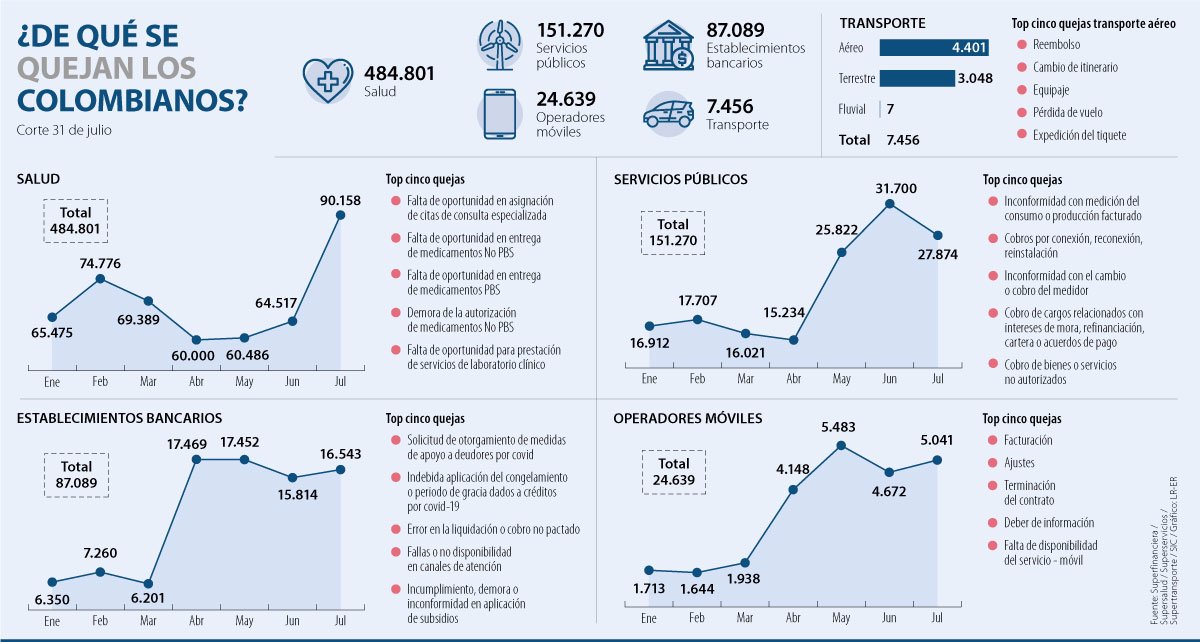 ¿DE QUÉ SE
QUEJAN LOS
COLOMBIANOS?
Corte 31 de julio
484.801
Salud
151.270
Servicios
públicos
24.639
Operadores
móviles
87.089
Establecimientos
bancarios
7.456
Transporte
TRANSPORTE
Aéreo 4.401
Terrestre 3.048
Fluvial 7
Total 7.456
Top cinco quejas transporte aéreo
Reembolso
Cambio de itinerario
Equipaje
Pérdida de vuelo
Expedición del tiquete
SALUD
Total
484.801
65.475
74.776
69.389
60.000
60.486
64.517
90.158
Ene Feb Mar Abr May Jun Jul
Top cinco quejas
Falta de oportunidad en asignación
de citas de consulta especializada
Falta de oportunidad en entrega
de medicamentos No PBS
Falta de oportunidad en entrega
de medicamentos PBS
Demora de la autorización
de medicamentos No PBS
Falta de oportunidad para prestación
de servicios de laboratorio clínico
SERVICIOS PÚBLICOS
Total
151.270
16.912
17.707
16.021
15.234
25.822
31.700
27.874
Ene Feb Mar Abr May Jun Jul
Top cinco quejas
Inconformidad con medición del
consumo o producción facturado
Cobros por conexión, reconexión,
reinstalación
Inconformidad con el cambio
o cobro del medidor
Cobro de cargos relacionados con
intereses de mora, refinanciación,
cartera o acuerdos de pago
Cobro de bienes o servicios
no autorizados
ESTABLECIMIENTOS BANCARIOS
Total
87.089
6.350
7.260
6.201
17.469
17.452
15.814
16.543
Ene Feb Mar Abr May Jun Jul
Top cinco quejas
Solicitud de otorgamiento de medidas
de apoyo a deudores por covid
Indebida aplicación del congelamiento
o periodo de gracia dados a créditos
por covid-19
Error en la liquidación o cobro no pactado
Fallas o no disponibilidad
en canales de atención
Incumplimiento, demora o
inconformidad en aplicación
de subsidios
OPERADORES MÓVILES
Total
24.639
1.713
1.644
1.938
4.148
5.483
4.672
5.041
Ene Feb Mar Abr May Jun Jul
Top cinco quejas
Facturación
Ajustes
Terminación
del contrato
Deber de información
Falta de disponibilidad
del servicio - móvil
Fuente: Superfinanciera /
Supersalud / Superservicios /
Supertransporte / SIC / Gráfico: LR-ER